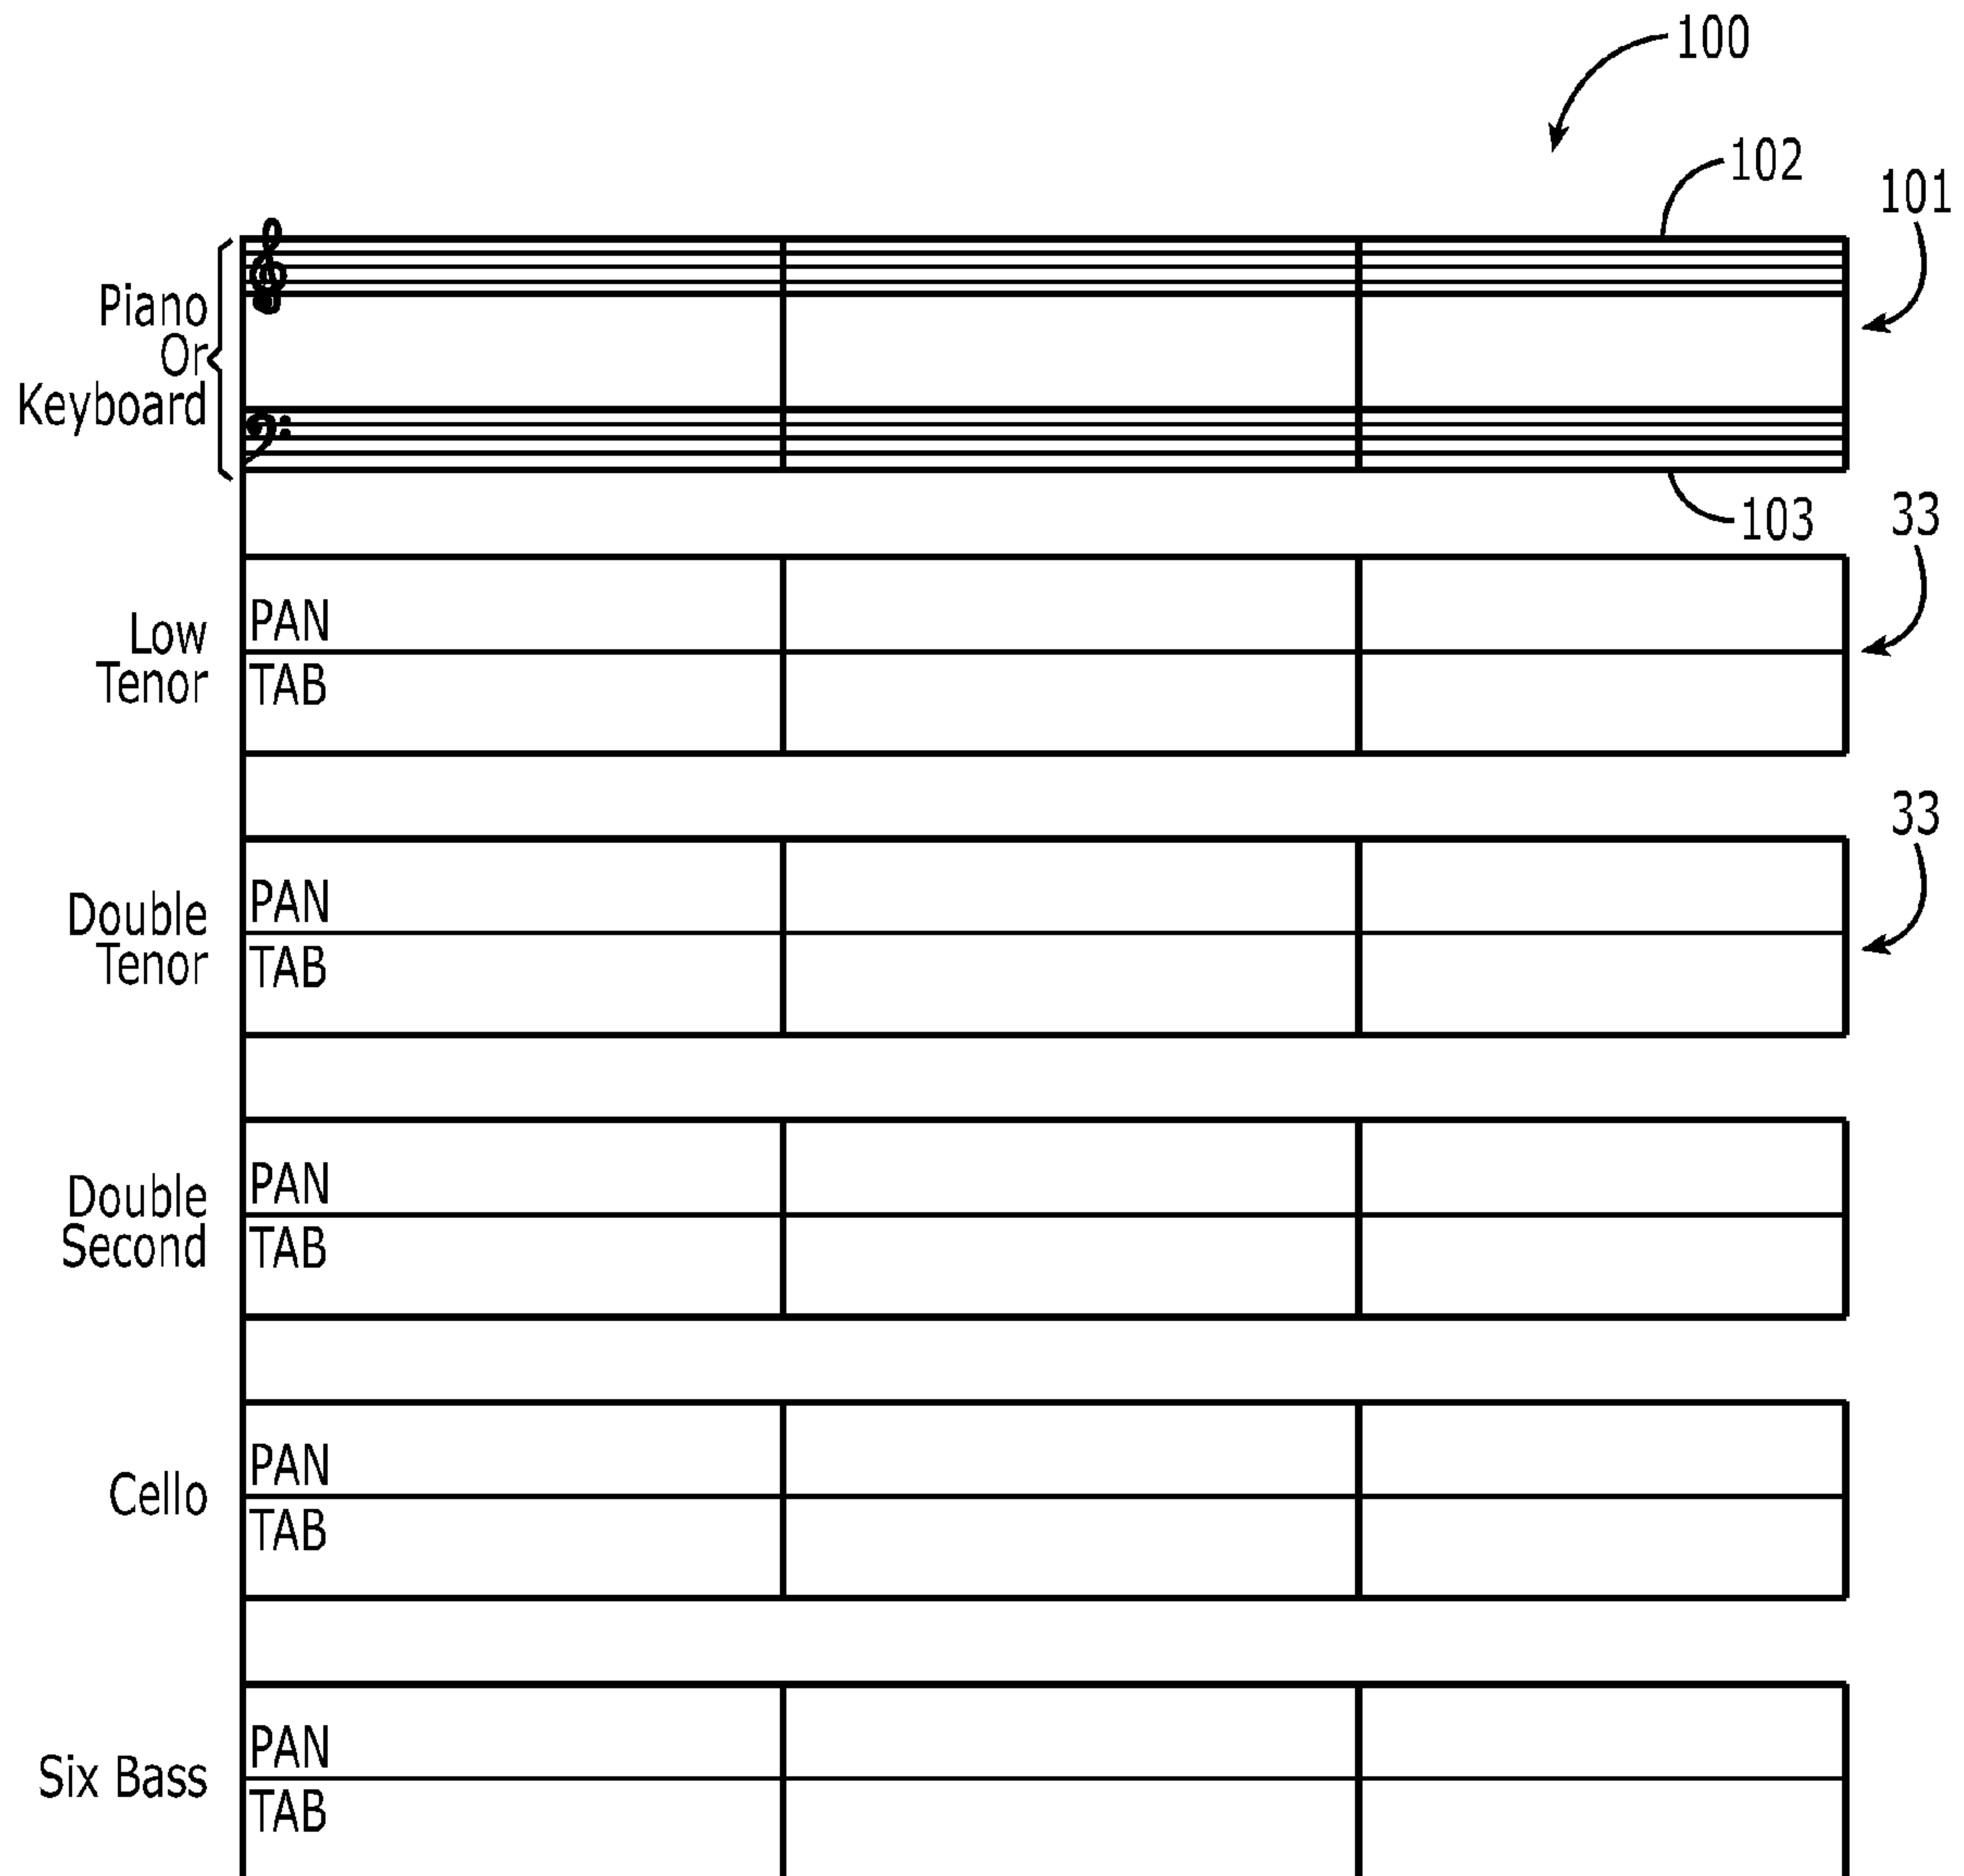 100
102
101
Piano
Or
Keyboard
103
33
Low
Tenor
PAN
TAB
33
Double
Tenor
PAN
TAB
Double
Second
PAN
TAB
Cello
PAN
TAB
Six Bass
PAN
TAB